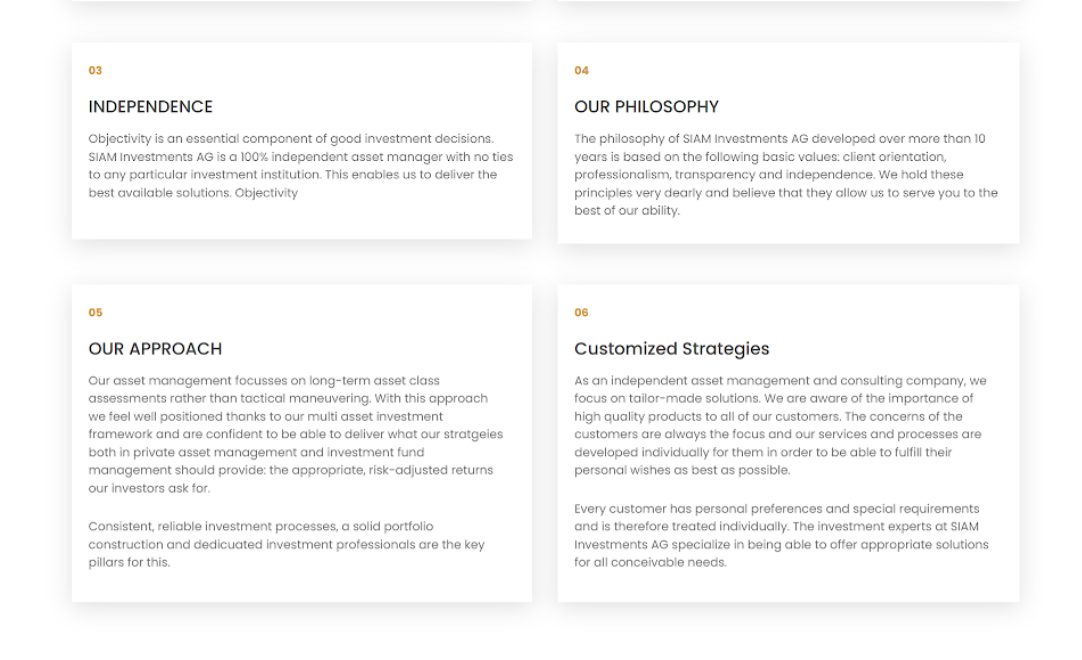 03
INDEPENDENCE
Objectivity is an essential component of good investment decisions.
SIAM Investments AG is a 100% independent asset manager with no ties
to any particular investment institution. This enables us to deliver the
best available solutions. Objectivity
04
OUR PHILOSOPHY
The philosophy of SIAM Investments AG developed over more than 10
years is based on the following basic values: client orientation,
professionalism, transparency and independence. We hold these
principles very dearly and believe that they allow us to serve you to the
best of our ability.
05
OUR APPROACH
Our asset management focusses on long-term asset class
assessments rather than tactical maneuvering. With this approach
we feel well positioned thanks to our multi asset investment
framework and are confident to be able to deliver what our stratgeies
both in private asset management and investment fund
management should provide: the appropriate, risk-adjusted returns
our investors ask for.
Consistent, reliable investment processes, a solid portfolio
construction and dedicuated investment professionals are the key
pillars for this.
06
Customized Strategies
As an independent asset management and consulting company, we
focus on tailor-made solutions. We are aware of the importance of
high quality products to all of our customers. The concerns of the
customers are always the focus and our services and processes are
developed individually for them in order to be able to fulfill their
personal wishes as best as possible.
Every customer has personal preferences and special requirements
and is therefore treated individually. The investment experts at SIAM
Investments AG specialize in being able to offer appropriate solutions
for all conceivable needs.